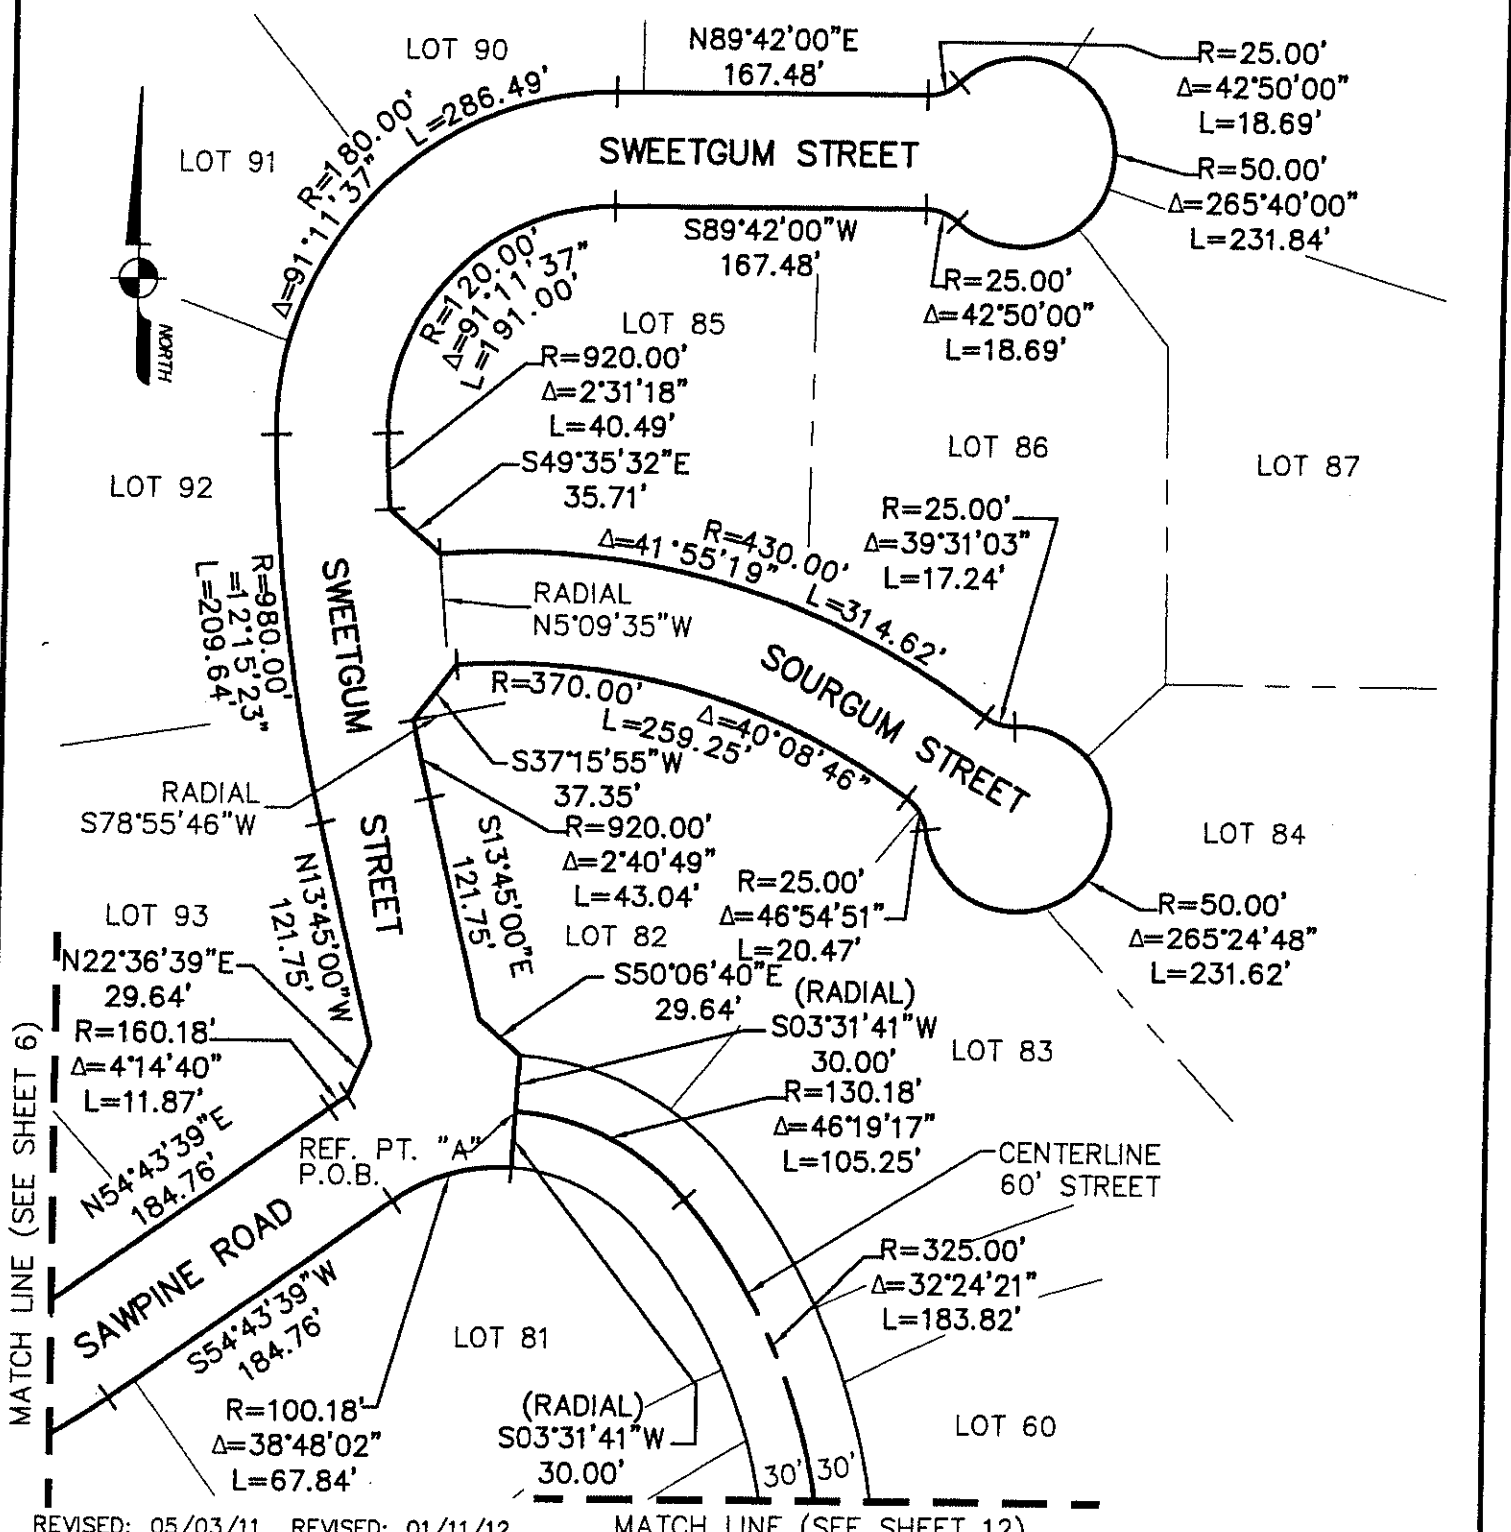 LOT 90
N89°42'00"E
167.48'
R=25.00'
Δ=42°50'00"
L=18.69'
R=180.00'
L=286.49'
Δ=91°11'37"
LOT 91
SWEETGUM STREET
R=50.00'
Δ=265°40'00"
L=231.84'
S89°42'00"W
167.48'
R=120.00'
Δ=91°11'37"
L=191.00'
R=25.00'
Δ=42°50'00"
L=18.69'
NORTH
LOT 85
R=920.00'
Δ=2°31'18"
L=40.49'
S49°35'32"E
35.71'
LOT 86
LOT 87
LOT 92
R=25.00'
Δ=39°31'03"
L=17.24'
R=430.00'
Δ=41°55'19"
L=314.62'
R=980.00'
=12°15'23"
L=209.64'
SWEETGUM
STREET
RADIAL
N5°09'35"W
SOURGUM STREET
R=370.00'
L=259.25'
Δ=40°08'46"
S37°15'55"W
37.35'
RADIAL
S78°55'46"W
R=920.00'
Δ=2°40'49"
L=43.04'
LOT 84
N13°45'00"W
121.75'
S13°45'00"E
121.75'
R=25.00'
Δ=46°54'51"
L=20.47'
R=50.00'
Δ=265°24'48"
L=231.62'
LOT 93
LOT 82
N22°36'39"E
29.64'
S50°06'40"E
29.64'
(RADIAL)
S03°31'41"W
30.00'
LOT 83
R=160.18'
Δ=4°14'40"
L=11.87'
R=130.18'
Δ=46°19'17"
L=105.25'
MATCH LINE (SEE SHEET 6)
N54°43'39"E
184.76'
REF. PT. "A"
P.O.B.
CENTERLINE
60' STREET
SAWPINE ROAD
S54°43'39"W
184.76'
R=325.00'
Δ=32°24'21"
L=183.82'
LOT 81
R=100.18'
Δ=38°48'02"
L=67.84'
(RADIAL)
S03°31'41"W
30.00'
LOT 60
30' 30'
REVISED: 05/03/11 REVISED: 01/11/12
MATCH LINE (SEE SHEET 12)